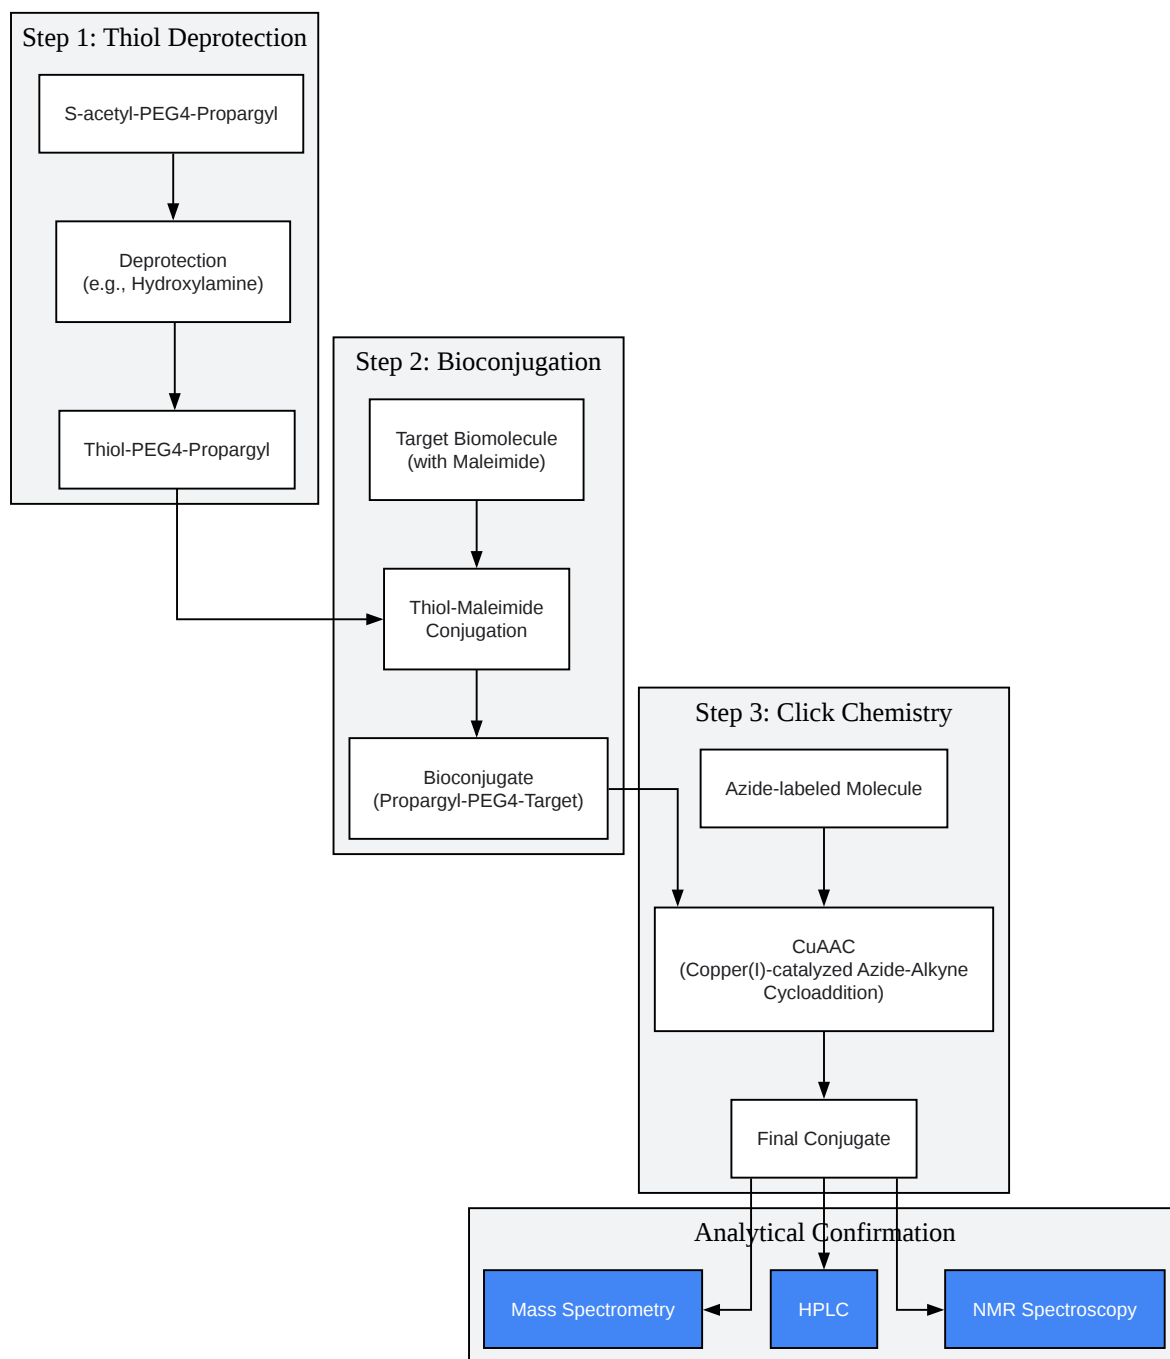 Step 1: Thiol Deprotection
S-acetyl-PEG4-Propargyl
Deprotection
(e.g., Hydroxylamine)
Thiol-PEG4-Propargyl
Step 2: Bioconjugation
Target Biomolecule
(with Maleimide)
Thiol-Maleimide
Conjugation
Bioconjugate
(Propargyl-PEG4-Target)
Step 3: Click Chemistry
Azide-labeled Molecule
CuAAC
(Copper(I)-catalyzed Azide-Alkyne
Cycloaddition)
Final Conjugate
Analytical Confirmation
Mass Spectrometry
HPLC
NMR Spectroscopy